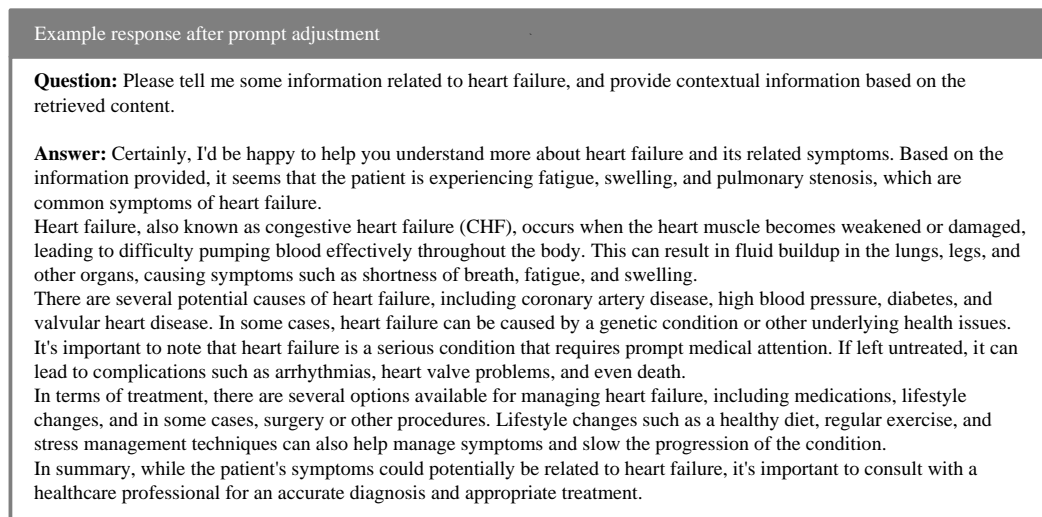 Example response after prompt adjustment
Question: Please tell me some information related to heart failure, and provide contextual information based on the
retrieved content.
Answer: Certainly, I'd be happy to help you understand more about heart failure and its related symptoms. Based on the
information provided, it seems that the patient is experiencing fatigue, swelling, and pulmonary stenosis, which are
common symptoms of heart failure.
Heart failure, also known as congestive heart failure (CHF), occurs when the heart muscle becomes weakened or damaged,
leading to difficulty pumping blood effectively throughout the body. This can result in fluid buildup in the lungs, legs, and
other organs, causing symptoms such as shortness of breath, fatigue, and swelling.
There are several potential causes of heart failure, including coronary artery disease, high blood pressure, diabetes, and
valvular heart disease. In some cases, heart failure can be caused by a genetic condition or other underlying health issues.
It's important to note that heart failure is a serious condition that requires prompt medical attention. If left untreated, it can
lead to complications such as arrhythmias, heart valve problems, and even death.
In terms of treatment, there are several options available for managing heart failure, including medications, lifestyle
changes, and in some cases, surgery or other procedures. Lifestyle changes such as a healthy diet, regular exercise, and
stress management techniques can also help manage symptoms and slow the progression of the condition.
In summary, while the patient's symptoms could potentially be related to heart failure, it's important to consult with a
healthcare professional for an accurate diagnosis and appropriate treatment.